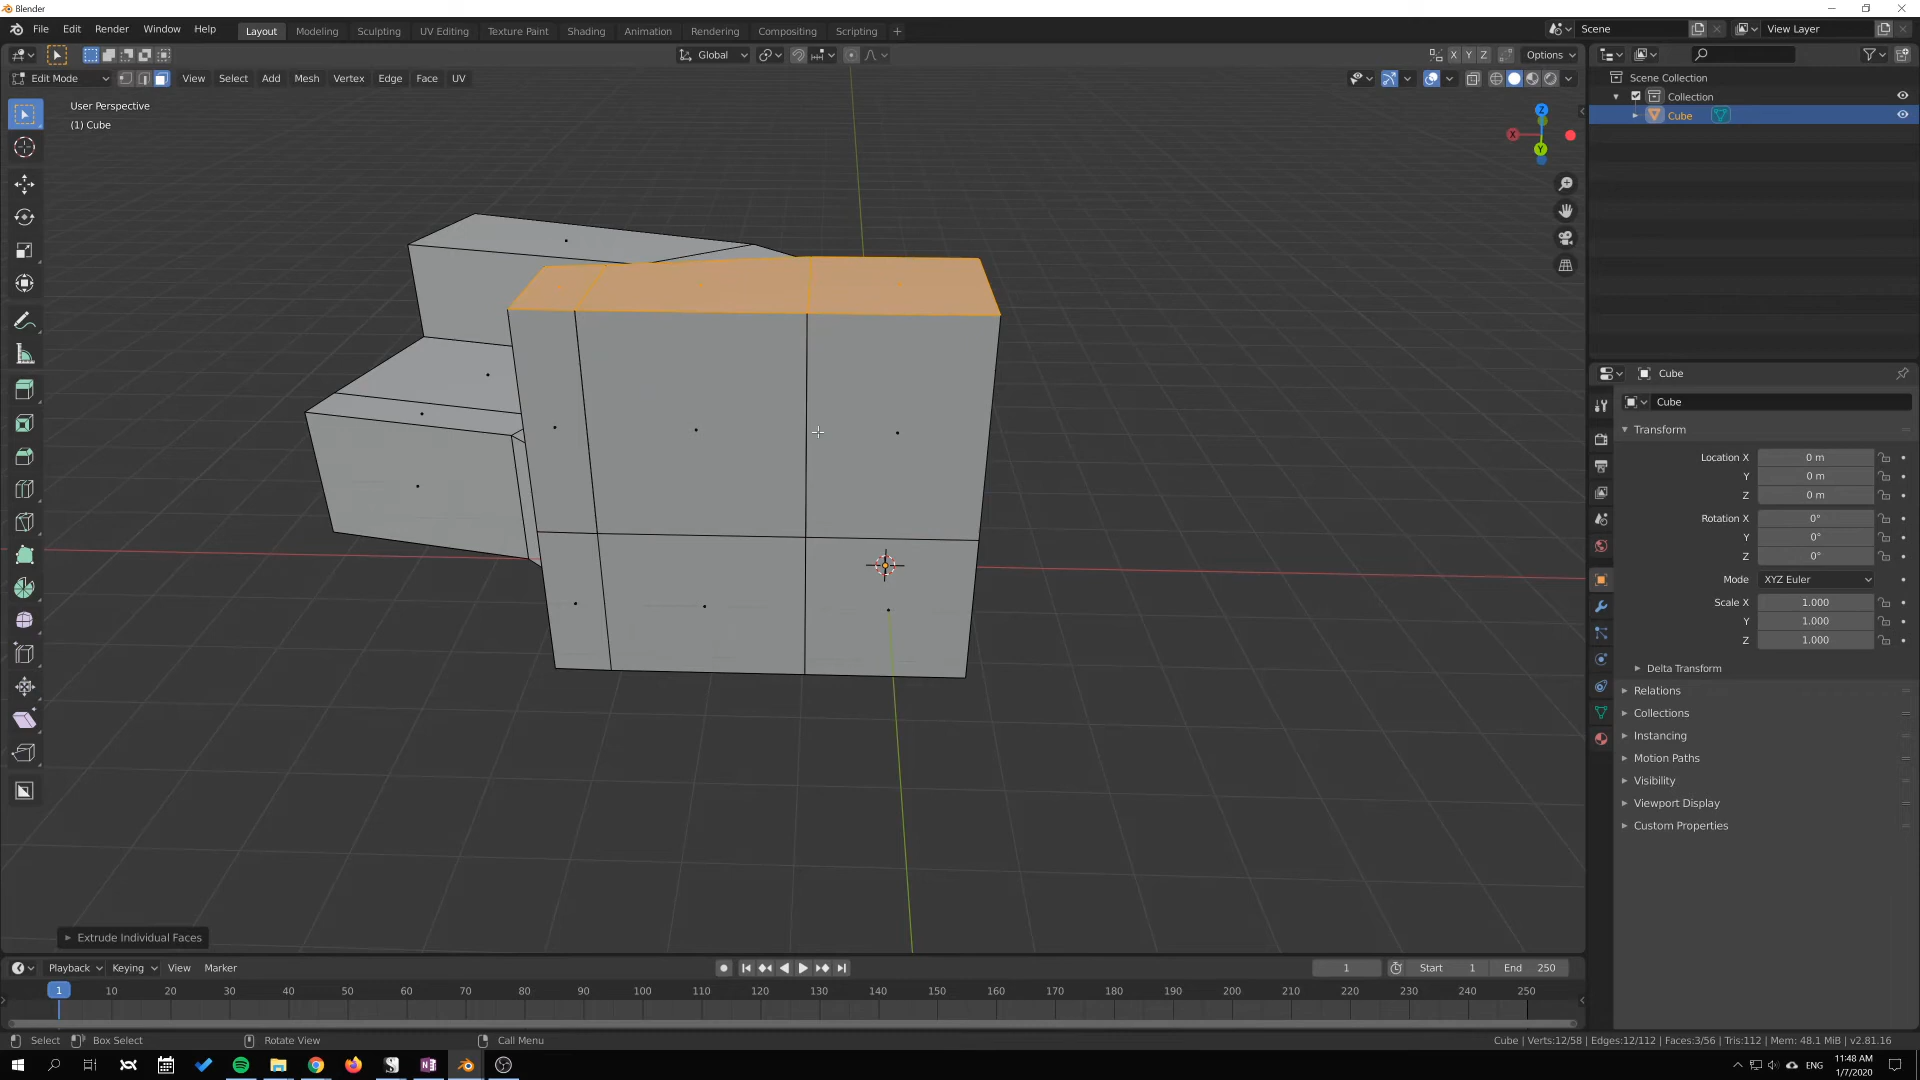 Blender
File Edit Render Window Help
Layout Modeling Sculpting UV Editing Texture Paint Shading Animation Rendering Compositing Scripting +
Scene
View Layer
Global
X Y Z Options
Edit Mode View Select Add Mesh Vertex Edge Face UV
User Perspective
(1) Cube
Z
X
Y
Scene Collection
Collection
Cube
Cube
Cube
Transform
Location X 0 m
Y 0 m
Z 0 m
Rotation X 0°
Y 0°
Z 0°
Mode XYZ Euler
Scale X 1.000
Y 1.000
Z 1.000
Delta Transform
Relations
Collections
Instancing
Motion Paths
Visibility
Viewport Display
Custom Properties
Extrude Individual Faces
Playback Keying View Marker
1 Start 1 End 250
1 10 20 30 40 50 60 70 80 90 100 110 120 130 140 150 160 170 180 190 200 210 220 230 240 250
Select Box Select Rotate View Call Menu
Cube | Verts:12/58 | Edges:12/112 | Faces:3/56 | Tris:112 | Mem: 48.1 MiB | v2.81.16
ENG
11:48 AM
1/7/2020